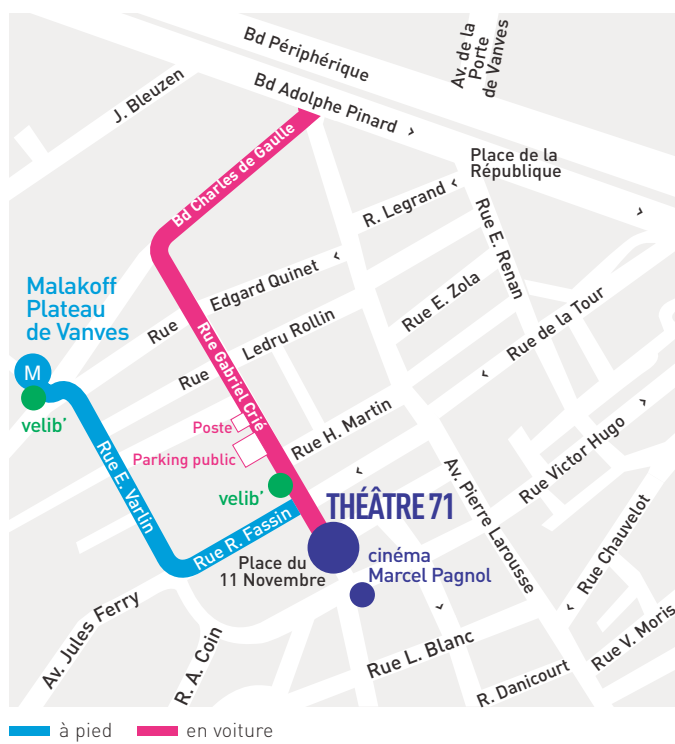 Bd Périphérique
Av. de la
Porte
de Vanves
J. Bleuzen
Bd Adolphe Pinard
Bd Charles de Gaulle
Place de la
République
R. Legrand
Rue E. Renan
Malakoff
Plateau
de Vanves
Rue Edgard Quinet
Rue E. Zola
Rue Ledru Rollin
Rue de la Tour
Rue Gabriel Crié
M
velib’
Poste
Parking public
Rue H. Martin
Rue E. Varlin
velib’
Rue Victor Hugo
Av. Pierre Larousse
THÉÂTRE 71
Rue R. Fassin
Rue Chauvelot
Place du
11 Novembre
cinéma
Marcel Pagnol
Av. Jules Ferry
R. A. Coin
Rue L. Blanc
Rue V. Moris
R. Danicourt
à pied
en voiture